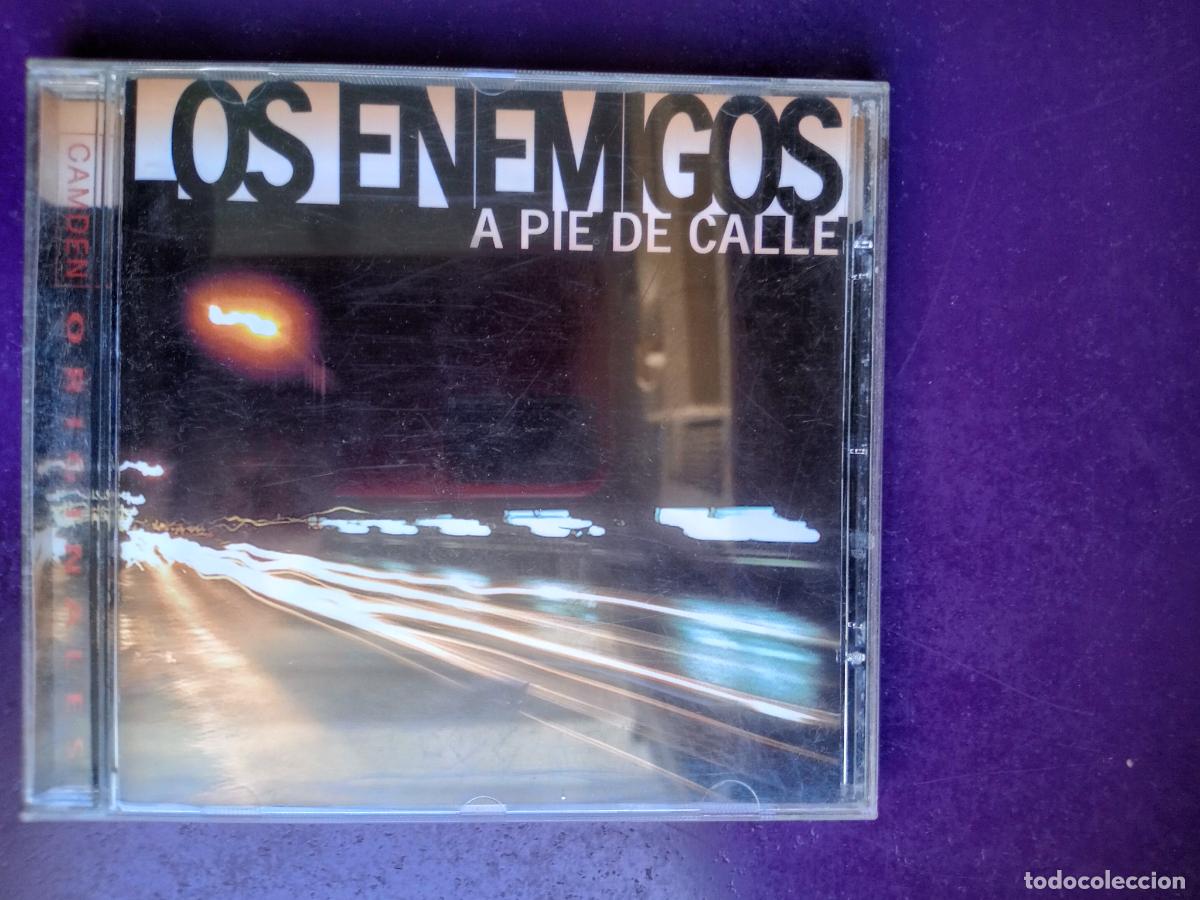 LOS ENEMIGOS
A PIE DE CALLE
CAMDEN ORIGINALES
todocoleccion